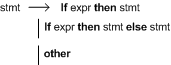 stmt ⟶ If expr then stmt
| If expr then stmt else stmt
| other